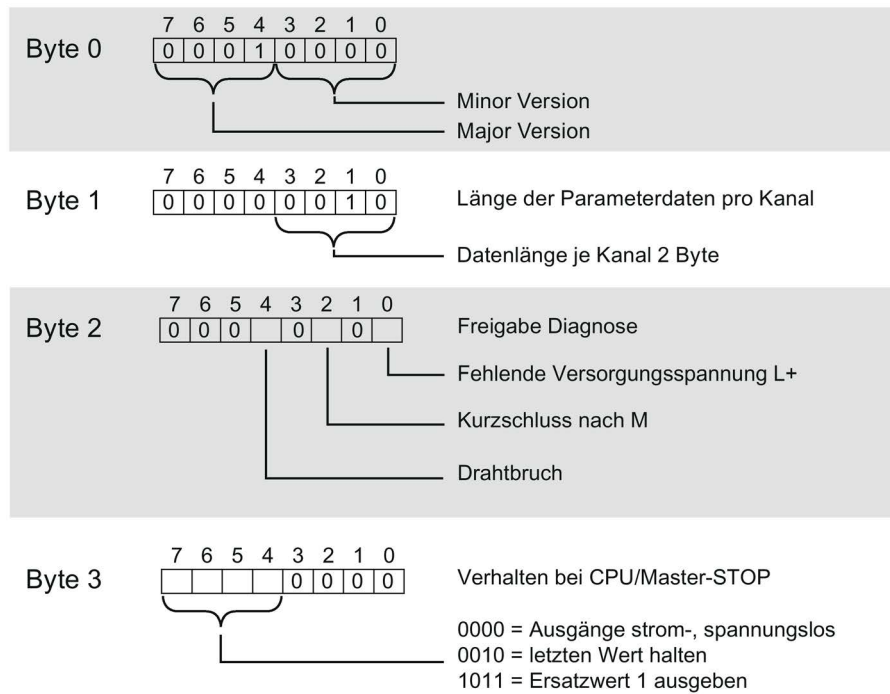 7 6 5 4 3 2 1 0
Byte 0 0 0 0 1 0 0 0 0
Minor Version
Major Version
7 6 5 4 3 2 1 0
Byte 1 0 0 0 0 0 0 1 0 Länge der Parameterdaten pro Kanal
Datenlänge je Kanal 2 Byte
7 6 5 4 3 2 1 0
Byte 2 0 0 0 0 0 Freigabe Diagnose
Fehlende Versorgungsspannung L+
Kurzschluss nach M
Drahtbruch
7 6 5 4 3 2 1 0
Byte 3 0 0 0 0 Verhalten bei CPU/Master-STOP
0000 = Ausgänge strom-, spannungslos
0010 = letzten Wert halten
1011 = Ersatzwert 1 ausgeben